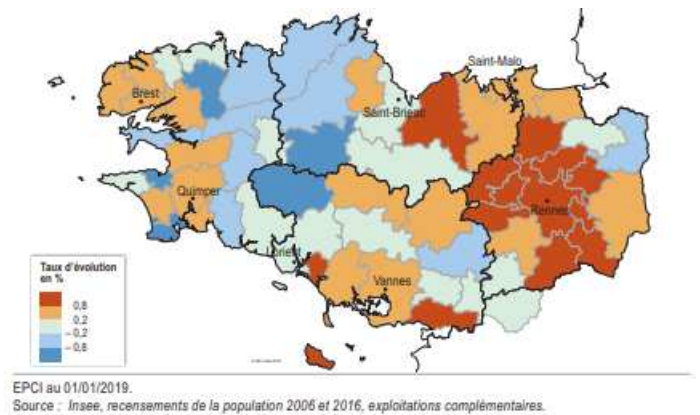 Saint-Malo
Brest
Saint-Brieuc
Quimper
Rennes
Lorient
Vannes
Taux d'évolution
en %
0,8
0,2
– 0,2
– 0,8
EPCI au 01/01/2019.
Source : Insee, recensements de la population 2006 et 2016, exploitations complémentaires.